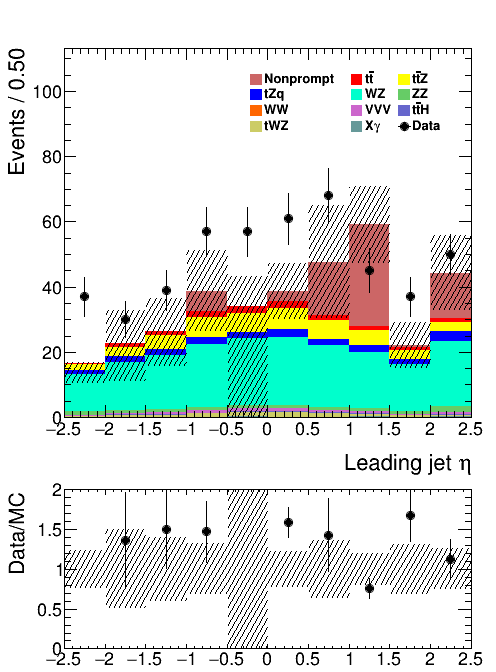 Events / 0.50
100
80
60
40
20
0
Nonprompt tt̄ tt̄Z
tZq WZ ZZ
WW VVV tt̄H
tWZ Xγ Data
−2.5 −2 −1.5 −1 −0.5 0 0.5 1 1.5 2 2.5
Leading jet η
Data/MC
2
1.5
1
0.5
0
−2.5 −2 −1.5 −1 −0.5 0 0.5 1 1.5 2 2.5